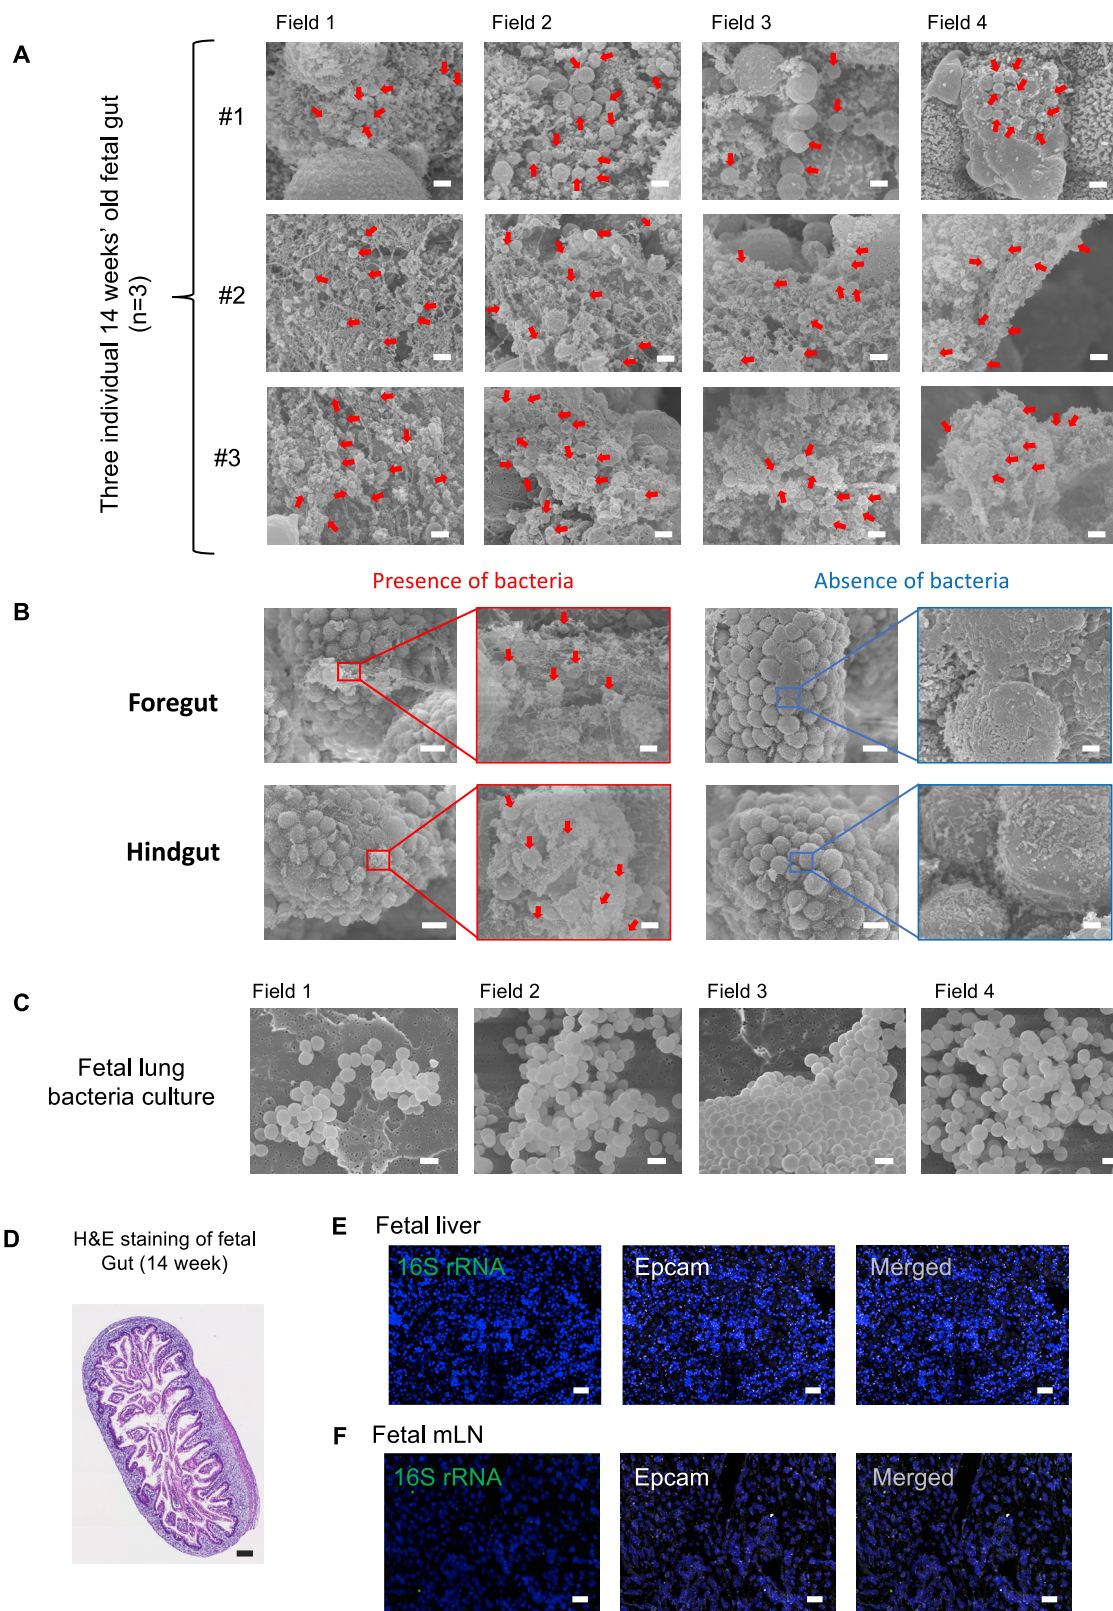 Field 1
Field 2
Field 3
Field 4
A
Three individual 14 weeks’ old fetal gut
(n=3)
#1
#2
#3
Presence of bacteria
Absence of bacteria
B
Foregut
Hindgut
C
Field 1
Field 2
Field 3
Field 4
Fetal lung
bacteria culture
D
H&E staining of fetal
Gut (14 week)
E
Fetal liver
16S rRNA
Epcam
Merged
F
Fetal mLN
16S rRNA
Epcam
Merged